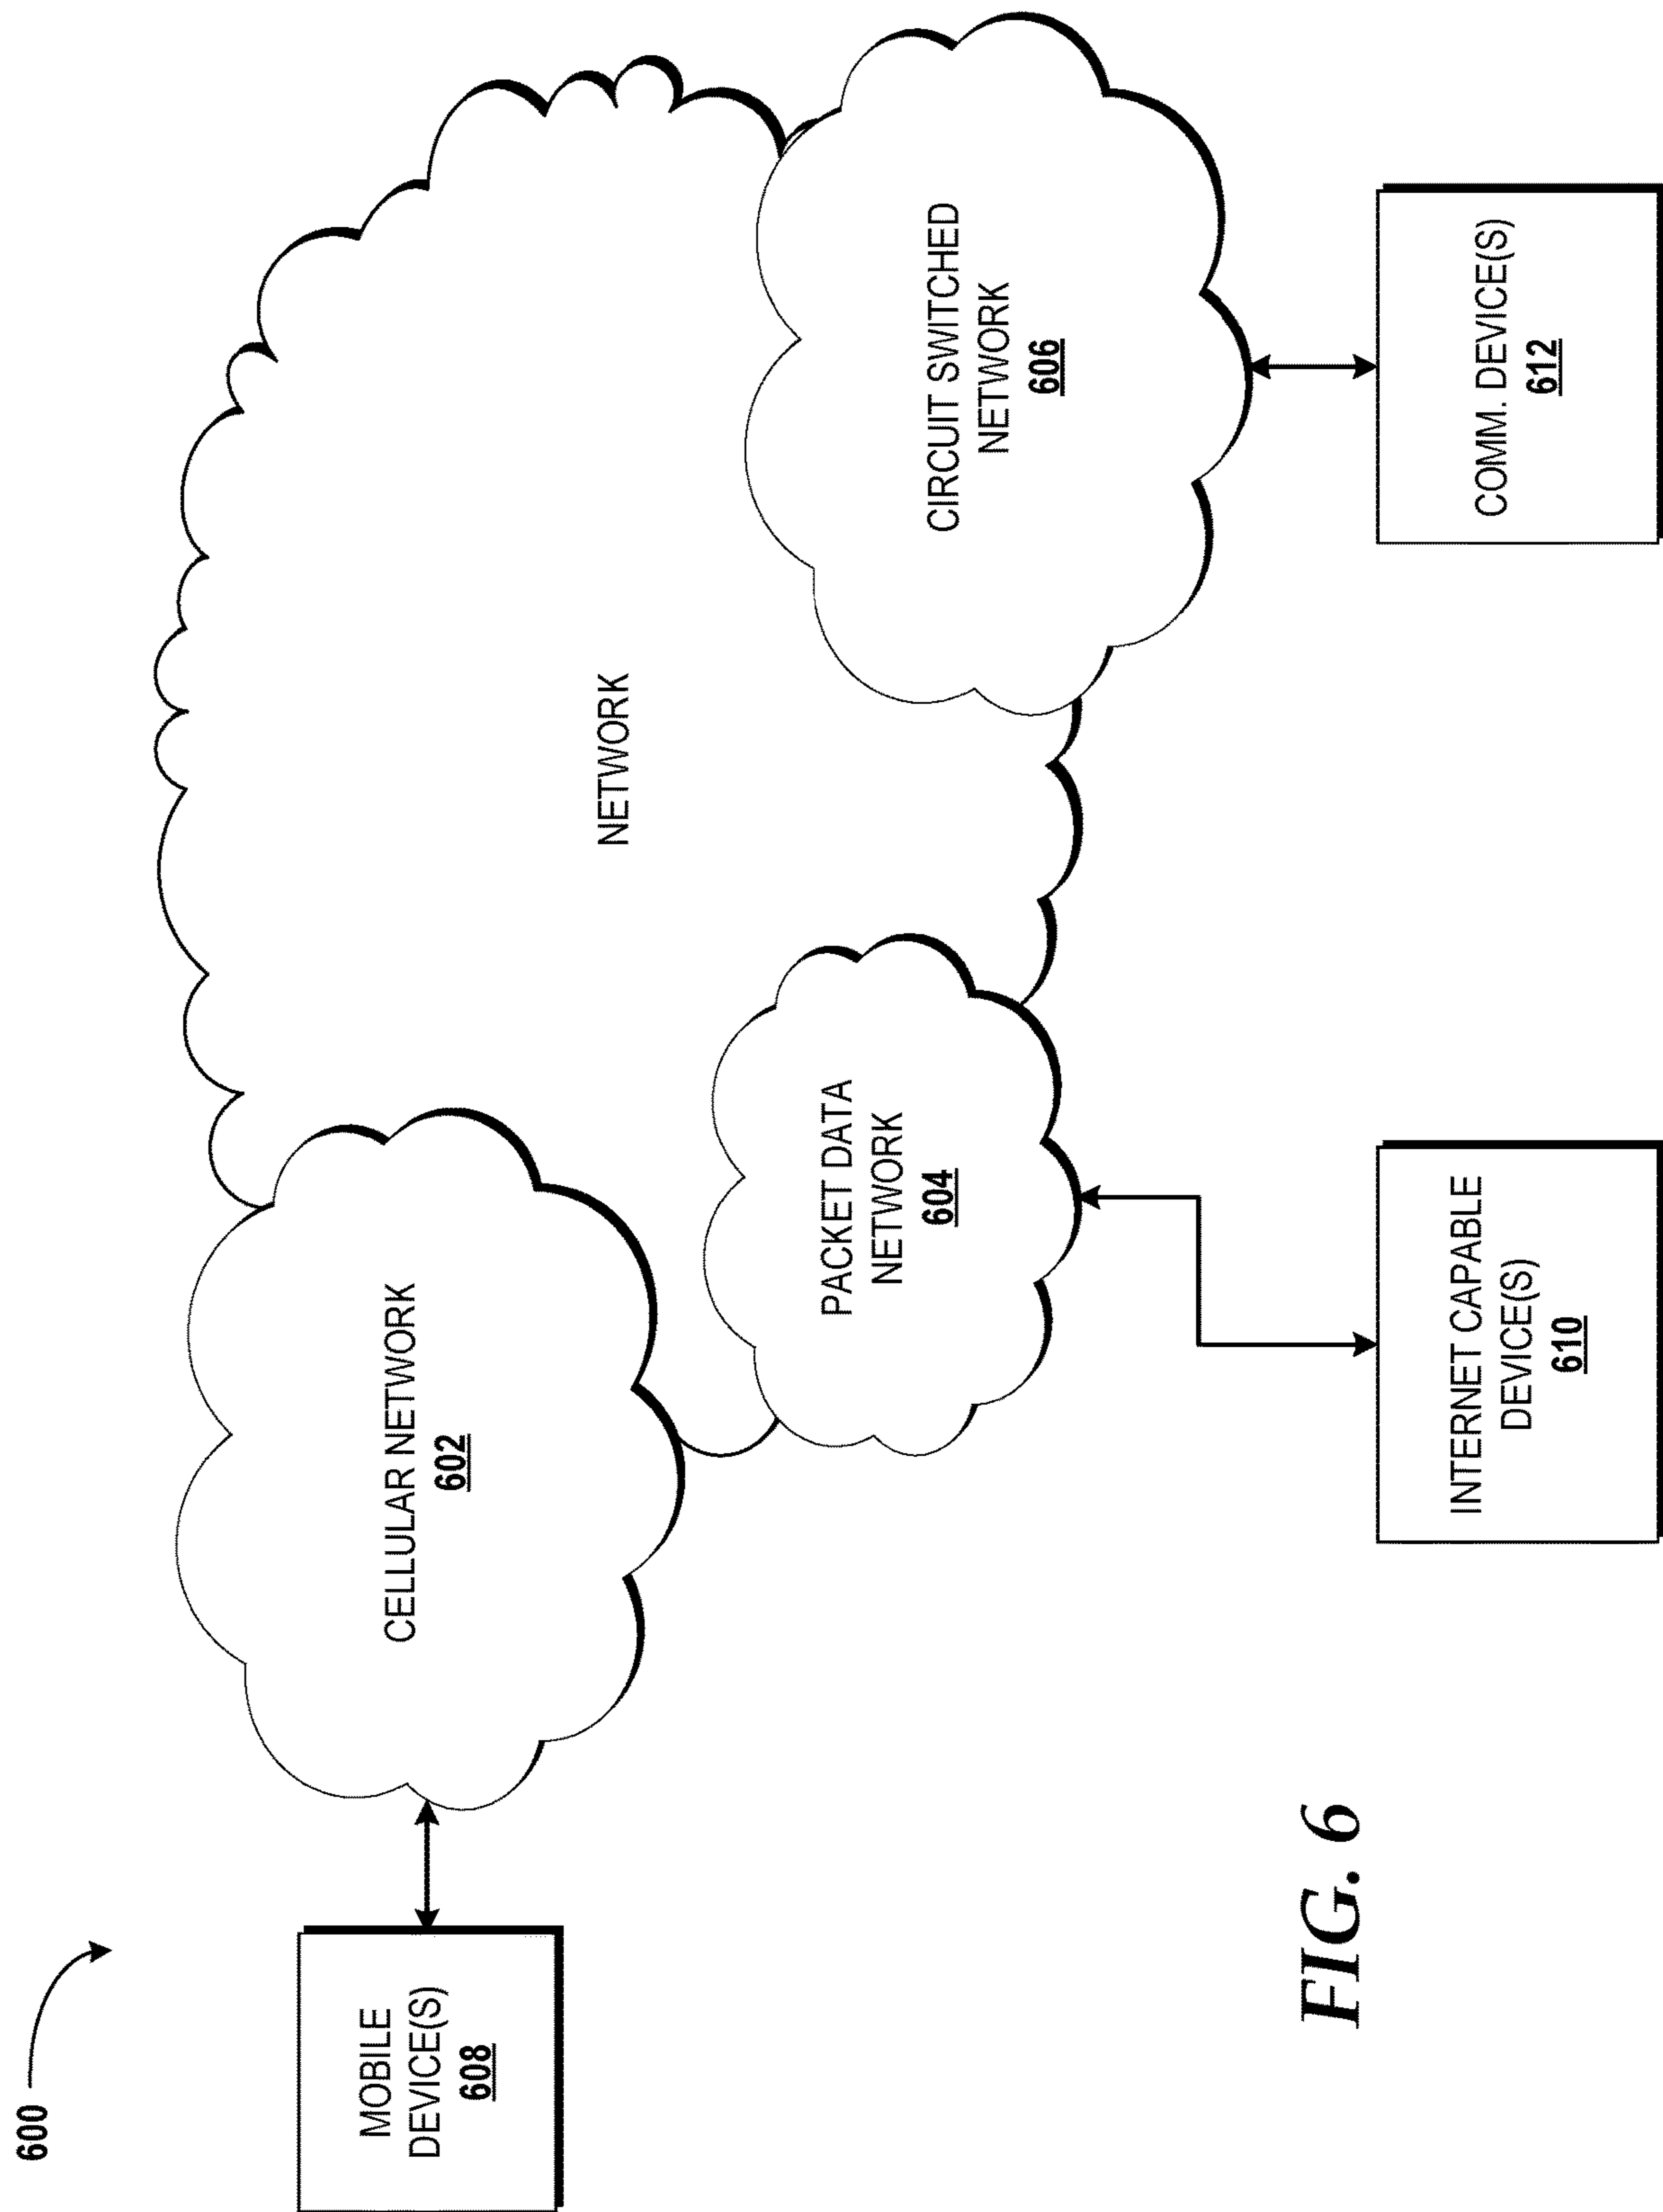 600
MOBILE
DEVICE(S)
608
CELLULAR NETWORK
602
NETWORK
PACKET DATA
NETWORK
604
CIRCUIT SWITCHED
NETWORK
606
INTERNET CAPABLE
DEVICE(S)
610
COMM. DEVICE(S)
612
FIG. 6